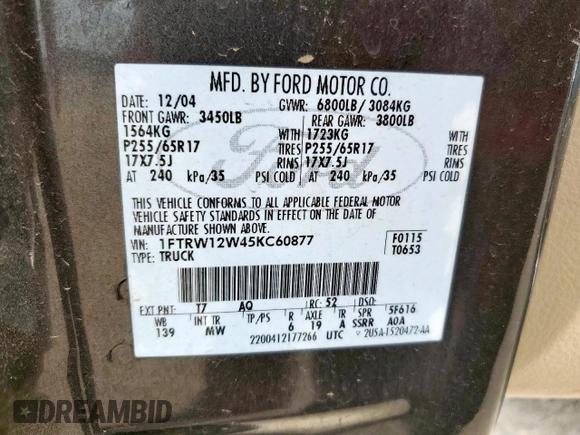 MFD. BY FORD MOTOR CO.
DATE: 12/04 GVWR: 6800LB/3084KG
FRONT GAWR: 3450LB REAR GAWR: 3800LB
1564KG WITH 1723KG WITH
P255/65R17 TIRES P255/65R17 TIRES
17X7.5J RIMS 17X7.5J RIMS
AT 240 kPa/35 PSI COLD AT 240 kPa/35 PSI COLD
THIS VEHICLE CONFORMS TO ALL APPLICABLE FEDERAL MOTOR
VEHICLE SAFETY STANDARDS IN EFFECT ON THE DATE OF
MANUFACTURE SHOWN ABOVE.
VIN: 1FTRW12W45KC60877 F0115
TYPE: TRUCK T0653
EXT PNT: T7 AQ RC: 52 DSO:
WB INT TR TP/PS R AXLE TR SPR 5F616
139 MW 6 19 A SSRR A0A
2200412177266 UTC 2U5A-1520472-AA
Ford
DREAMBID